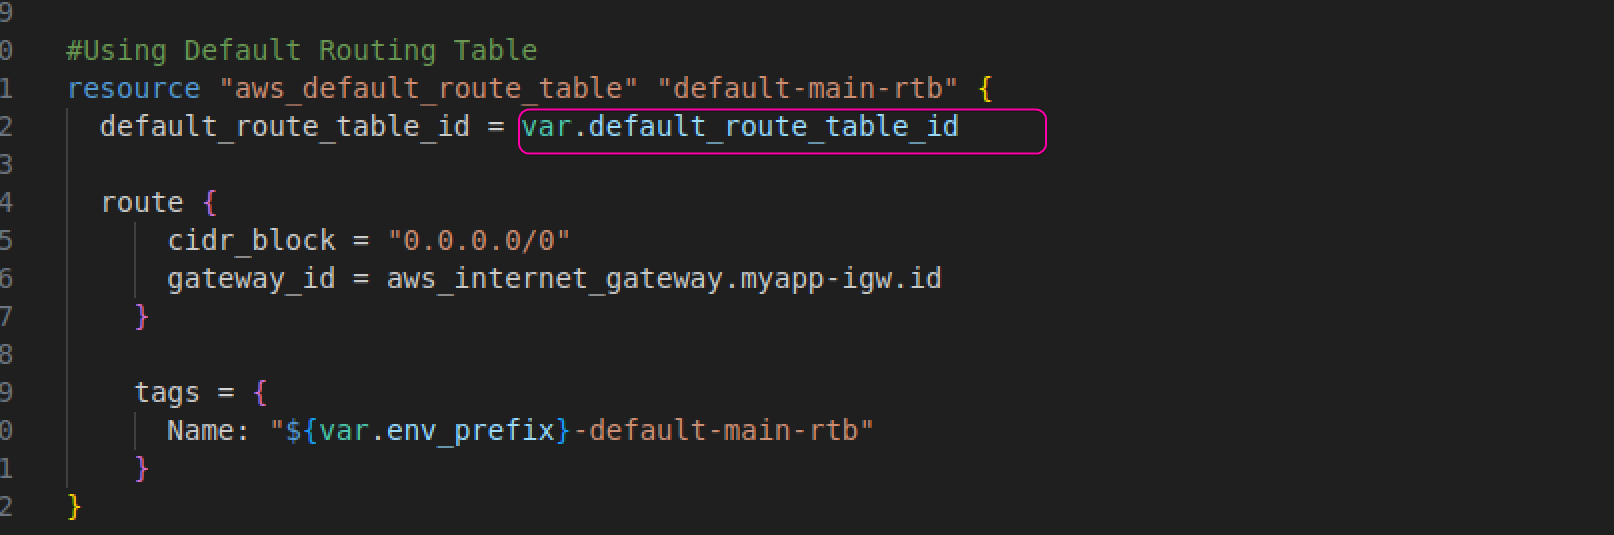 9
0 #Using Default Routing Table
1 resource "aws_default_route_table" "default-main-rtb" {
2 default_route_table_id = var.default_route_table_id
3
4 route {
5 cidr_block = "0.0.0.0/0"
6 gateway_id = aws_internet_gateway.myapp-igw.id
7 }
8
9 tags = {
0 Name: "${var.env_prefix}-default-main-rtb"
1 }
2 }